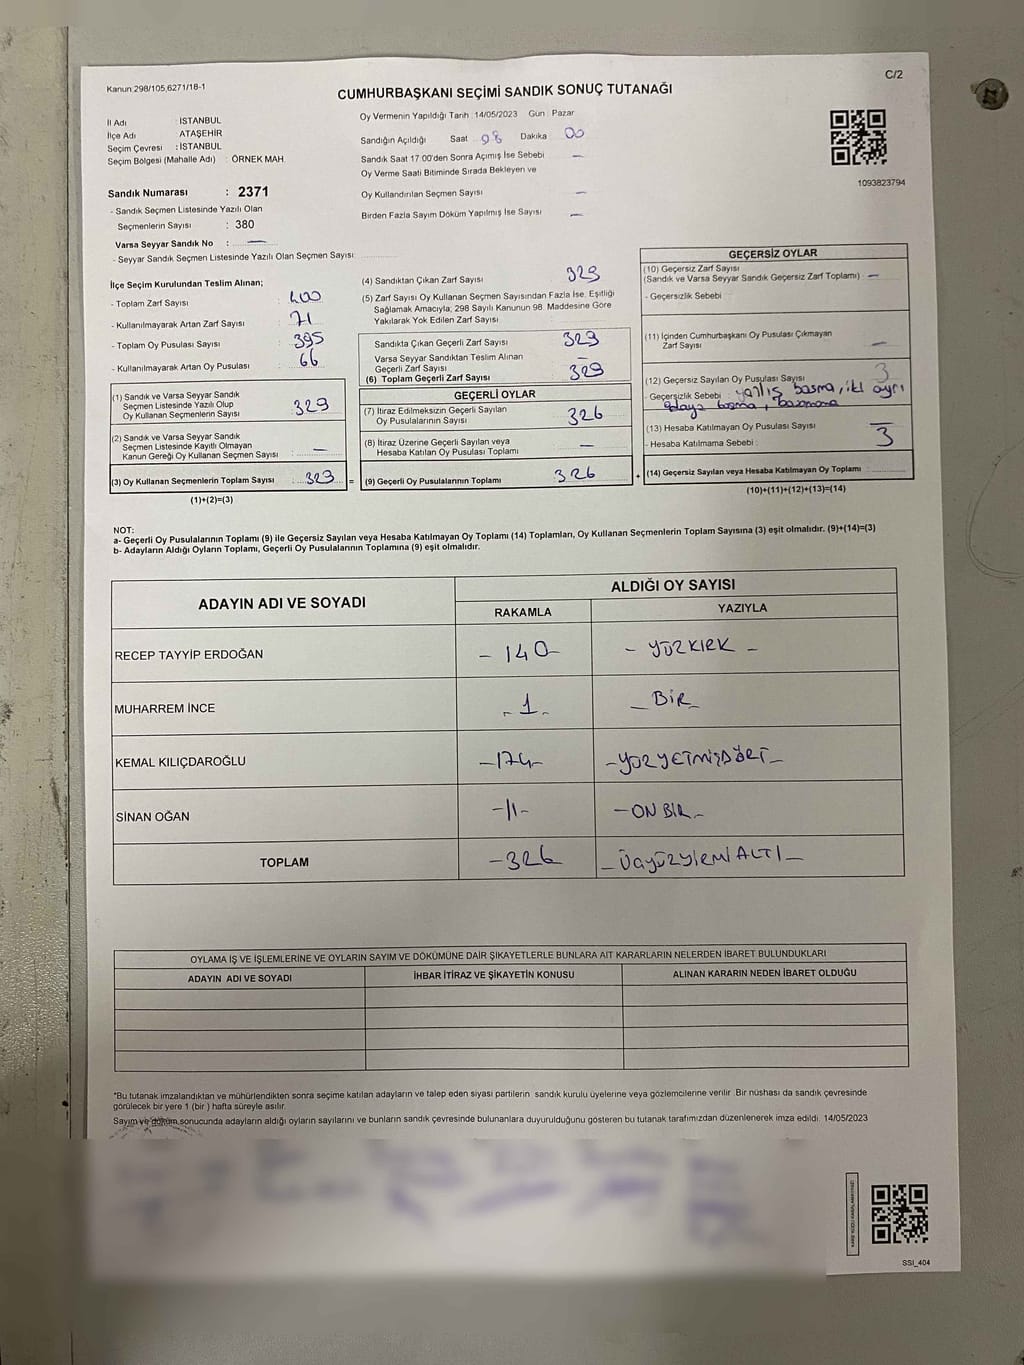 Kanun:298/105,6271/18-1
C/2
CUMHURBAŞKANI SEÇİMİ SANDIK SONUÇ TUTANAĞI
İl Adı : İSTANBUL
İlçe Adı : ATAŞEHİR
Seçim Çevresi : İSTANBUL
Seçim Bölgesi (Mahalle Adı) : ÖRNEK MAH.
Sandık Numarası : 2371
- Sandık Seçmen Listesinde Yazılı Olan
Seçmenlerin Sayısı : 380
Varsa Seyyar Sandık No : —
- Seyyar Sandık Seçmen Listesinde Yazılı Olan Seçmen Sayısı:
Oy Vermenin Yapıldığı Tarih :14/05/2023 Gün : Pazar
Sandığın Açıldığı Saat 08 Dakika 00
Sandık Saat 17:00'den Sonra Açımış İse Sebebi —
Oy Verme Saati Bitiminde Sırada Bekleyen ve
Oy Kullandırılan Seçmen Sayısı —
Birden Fazla Sayım Döküm Yapılmış İse Sayısı —
1093823794
İlçe Seçim Kurulundan Teslim Alınan;
- Toplam Zarf Sayısı : 400
- Kullanılmayarak Artan Zarf Sayısı : 71
- Toplam Oy Pusulası Sayısı : 395
- Kullanılmayarak Artan Oy Pusulası : 66
(1) Sandık ve Varsa Seyyar Sandık
Seçmen Listesinde Yazılı Olup
Oy Kullanan Seçmenlerin Sayısı : 329
(2) Sandık ve Varsa Seyyar Sandık
Seçmen Listesinde Kayıtlı Olmayan
Kanun Gereği Oy Kullanan Seçmen Sayısı : —
(3) Oy Kullanan Seçmenlerin Toplam Sayısı : 329 =
(1)+(2)=(3)
(4) Sandıktan Çıkan Zarf Sayısı 329
(5) Zarf Sayısı Oy Kullanan Seçmen Sayısından Fazla İse, Eşitliği
Sağlamak Amacıyla; 298 Sayılı Kanunun 98. Maddesine Göre
Yakılarak Yok Edilen Zarf Sayısı
Sandıkta Çıkan Geçerli Zarf Sayısı 329
Varsa Seyyar Sandıktan Teslim Alınan
Geçerli Zarf Sayısı —
(6) Toplam Geçerli Zarf Sayısı 329
GEÇERLİ OYLAR
(7) İtiraz Edilmeksizin Geçerli Sayılan
Oy Pusulalarının Sayısı 326
(8) İtiraz Üzerine Geçerli Sayılan veya
Hesaba Katılan Oy Pusulası Toplamı —
(9) Geçerli Oy Pusulalarının Toplamı 326 +
GEÇERSİZ OYLAR
(10) Geçersiz Zarf Sayısı
(Sandık ve Varsa Seyyar Sandık Geçersiz Zarf Toplamı) : —
- Geçersizlik Sebebi :
(11) İçinden Cumhurbaşkanı Oy Pusulası Çıkmayan
Zarf Sayısı —
(12) Geçersiz Sayılan Oy Pusulası Sayısı 3
- Geçersizlik Sebebi : yanlış basma, iki ayrı
adaya basma, basmama
(13) Hesaba Katılmayan Oy Pusulası Sayısı —
- Hesaba Katılmama Sebebi : 3
(14) Geçersiz Sayılan veya Hesaba Katılmayan Oy Toplamı :
(10)+(11)+(12)+(13)=(14)
NOT:
a- Geçerli Oy Pusulalarının Toplamı (9) ile Geçersiz Sayılan veya Hesaba Katılmayan Oy Toplamı (14) Toplamları, Oy Kullanan Seçmenlerin Toplam Sayısına (3) eşit olmalıdır. (9)+(14)=(3)
b- Adayların Aldığı Oyların Toplamı, Geçerli Oy Pusulalarının Toplamına (9) eşit olmalıdır.
ADAYIN ADI VE SOYADI
ALDIĞI OY SAYISI
RAKAMLA YAZIYLA
RECEP TAYYİP ERDOĞAN - 140 - - YÜZKIRK -
MUHARREM İNCE - 1 - - BİR -
KEMAL KILIÇDAROĞLU - 174 - - YÜZYETMİŞDÖRT -
SİNAN OĞAN - 11 - - ON BİR -
TOPLAM - 326 - ÜÇYÜZYİRMİALTI -
OYLAMA İŞ VE İŞLEMLERİNE VE OYLARIN SAYIM VE DÖKÜMÜNE DAİR ŞİKAYETLERLE BUNLARA AİT KARARLARIN NELERDEN İBARET BULUNDUKLARI
ADAYIN ADI VE SOYADI İHBAR İTİRAZ VE ŞİKAYETİN KONUSU ALINAN KARARIN NEDEN İBARET OLDUĞU
*Bu tutanak imzalandıktan ve mühürlendikten sonra seçime katılan adayların ve talep eden siyasi partilerin sandık kurulu üyelerine veya gözlemcilerine verilir. Bir nüshası da sandık çevresinde
görülecek bir yere 1 (bir ) hafta süreyle asılır.
Sayım ve döküm sonucunda adayların aldığı oyların sayılarını ve bunların sandık çevresinde bulunanlara duyurulduğunu gösteren bu tutanak tarafımızdan düzenlenerek imza edildi. 14/05/2023
SSİ_404